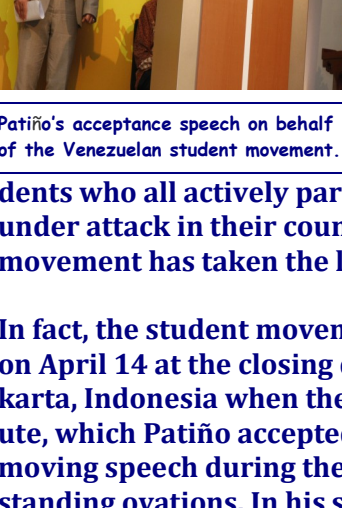 Patiño's acceptance speech on behalf
of the Venezuelan student movement.
dents who all actively par
under attack in their coun
movement has taken the
In fact, the student moven
on April 14 at the closing
karta, Indonesia when the
ute, which Patiño accepte
moving speech during the
standing ovations. In his s